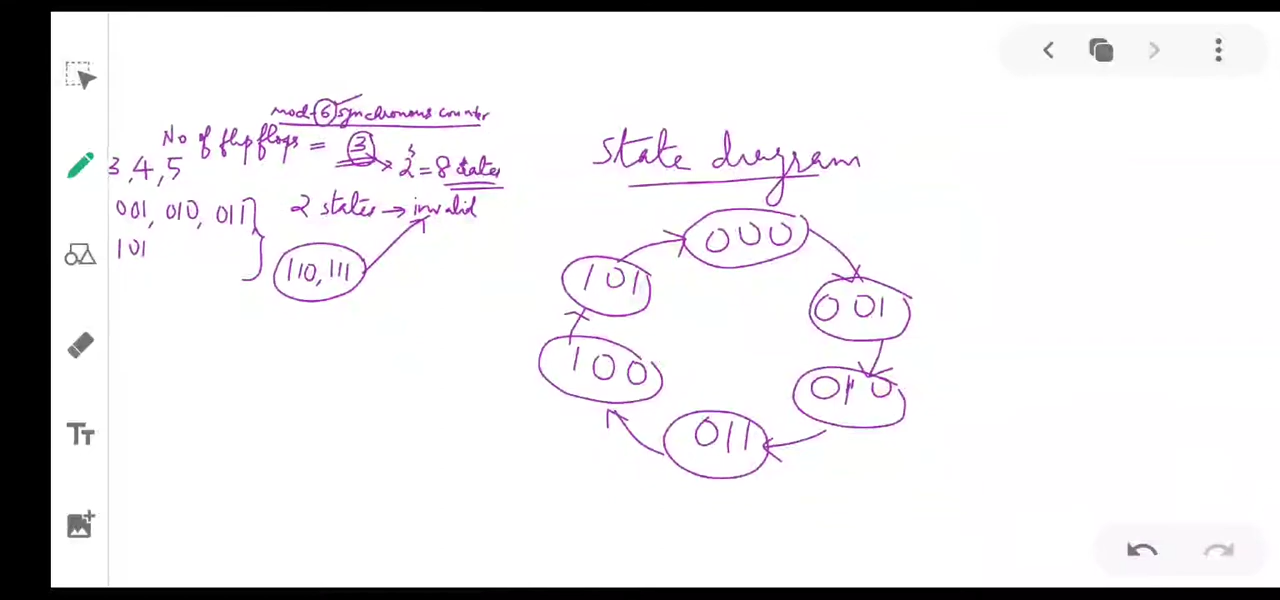 mod-6 synchronous counter
No of flip flops = 3 → 2³ = 8 states
3, 4, 5
001, 010, 011
2 states → invalid
101
110, 111
state diagram
000
001
010
011
100
101
Tт